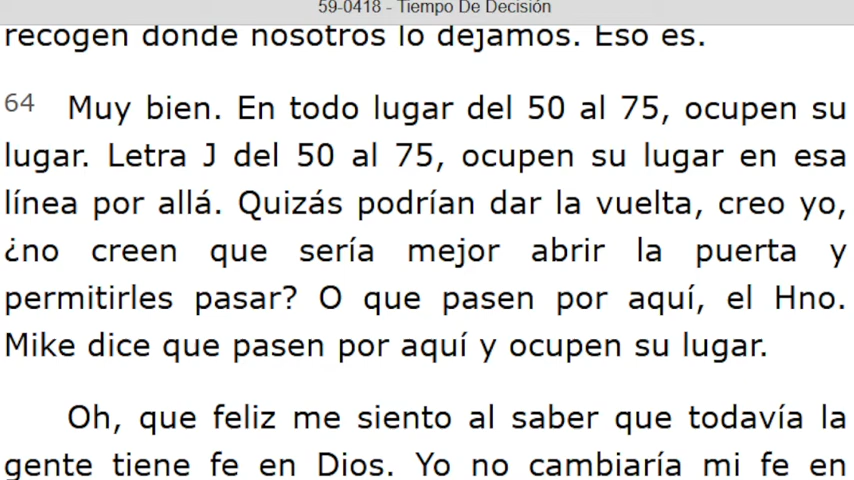 59-0418 - Tiempo De Decisión
recogen donde nosotros lo dejamos. Eso es.
64 Muy bien. En todo lugar del 50 al 75, ocupen su
lugar. Letra J del 50 al 75, ocupen su lugar en esa
línea por allá. Quizás podrían dar la vuelta, creo yo,
¿no creen que sería mejor abrir la puerta y
permitirles pasar? O que pasen por aquí, el Hno.
Mike dice que pasen por aquí y ocupen su lugar.
Oh, que feliz me siento al saber que todavía la
gente tiene fe en Dios. Yo no cambiaría mi fe en